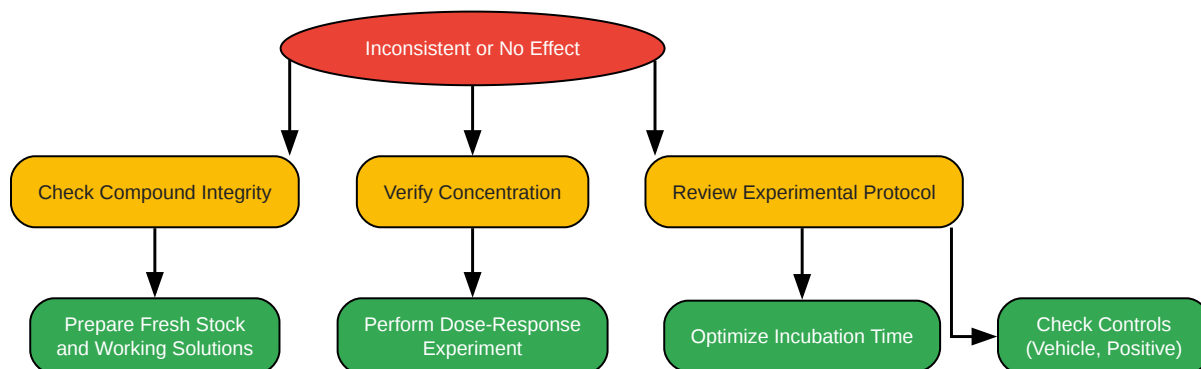 Inconsistent or No Effect
Check Compound Integrity
Verify Concentration
Review Experimental Protocol
Prepare Fresh Stock
and Working Solutions
Perform Dose-Response
Experiment
Optimize Incubation Time
Check Controls
(Vehicle, Positive)